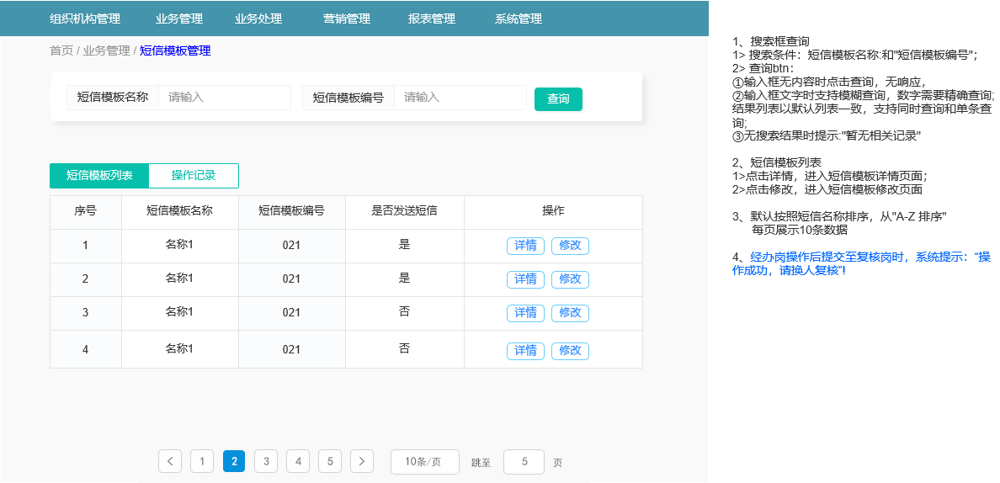 组织机构管理 业务管理 业务处理 营销管理 报表管理 系统管理
首页 / 业务管理 / 短信模板管理
短信模板名称 请输入 短信模板编号 请输入 查询
短信模板列表 操作记录
序号 短信模板名称 短信模板编号 是否发送短信 操作
1 名称1 021 是 详情 修改
2 名称1 021 是 详情 修改
3 名称1 021 否 详情 修改
4 名称1 021 否 详情 修改
< 1 2 3 4 5 > 10条/页 跳至 5 页
1、搜索框查询
1> 搜索条件：短信模板名称:和"短信模板编号"；
2> 查询btn：
①输入框无内容时点击查询，无响应，
②输入框文字时支持模糊查询，数字需要精确查询;
结果列表以默认列表一致，支持同时查询和单条查
询;
③无搜索结果时提示:"暂无相关记录"
2、短信模板列表
1>点击详情，进入短信模板详情页面；
2>点击修改，进入短信模板修改页面
3、默认按照短信名称排序，从"A-Z 排序"
每页展示10条数据
4、经办岗操作后提交至复核岗时，系统提示：“操
作成功，请换人复核”!